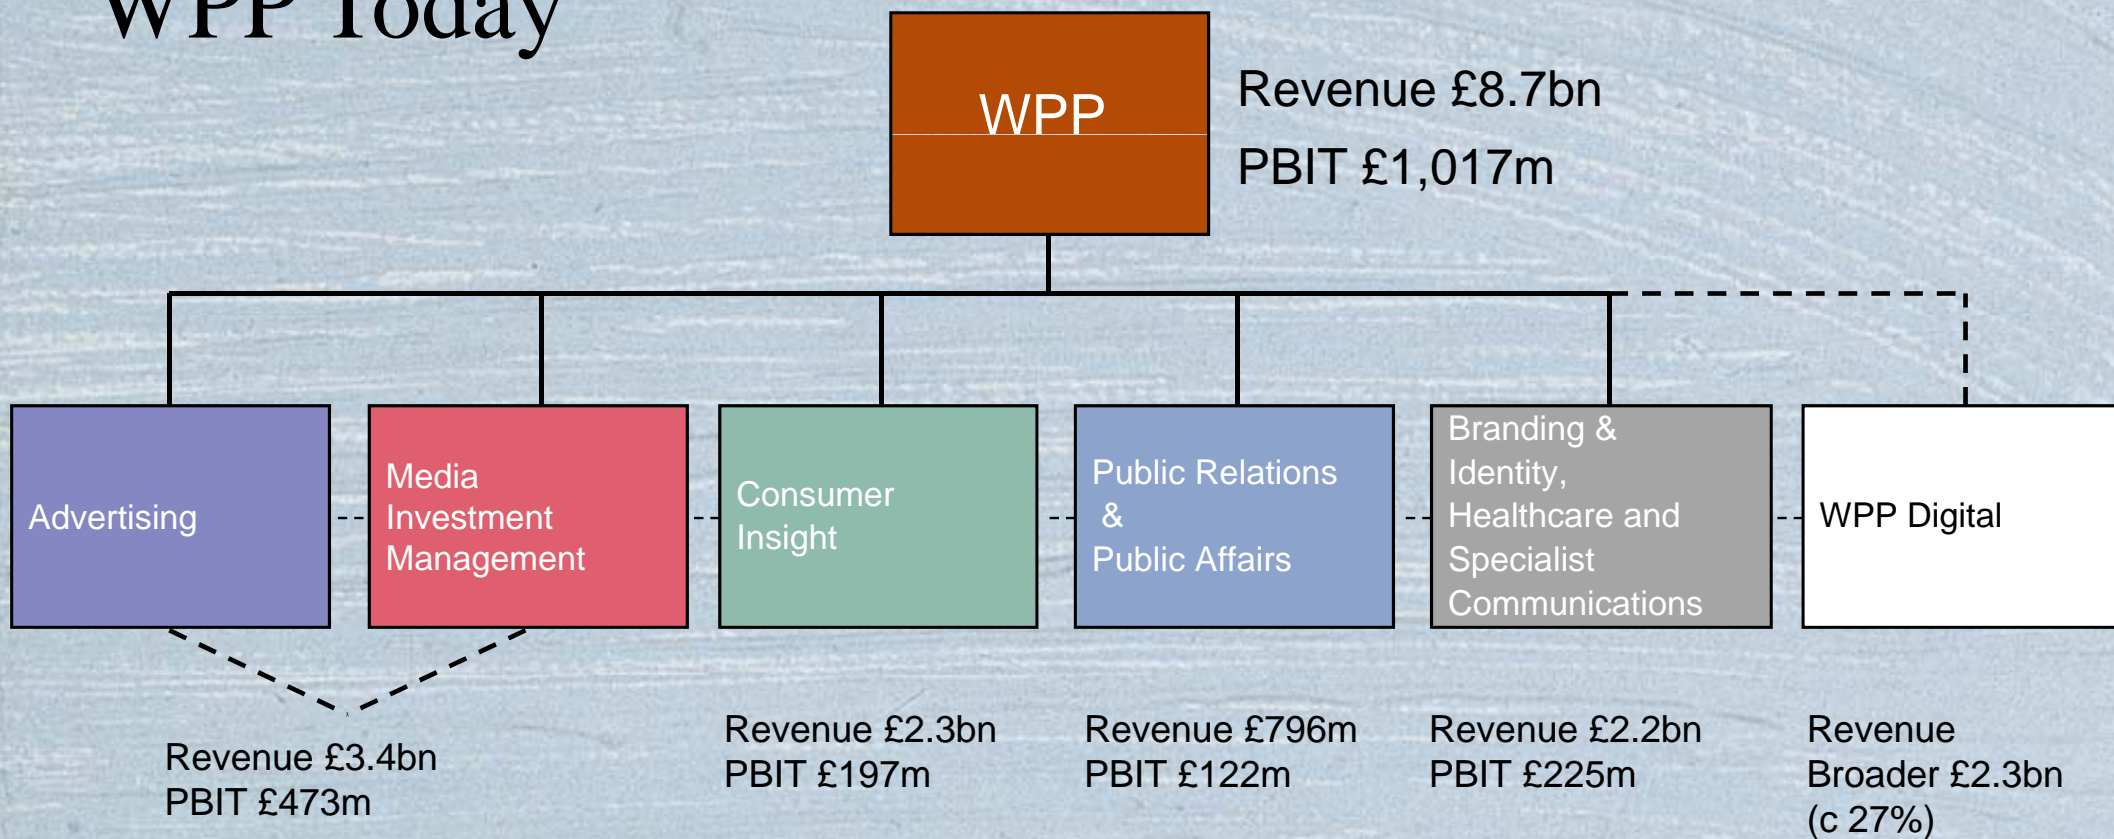 WPP Today
WPP
Revenue £8.7bn
PBIT £1,017m
Advertising
Media
Investment
Management
Consumer
Insight
Public Relations
&
Public Affairs
Branding &
Identity,
Healthcare and
Specialist
Communications
WPP Digital
Revenue £3.4bn
PBIT £473m
Revenue £2.3bn
PBIT £197m
Revenue £796m
PBIT £122m
Revenue £2.2bn
PBIT £225m
Revenue
Broader £2.3bn
(c 27%)